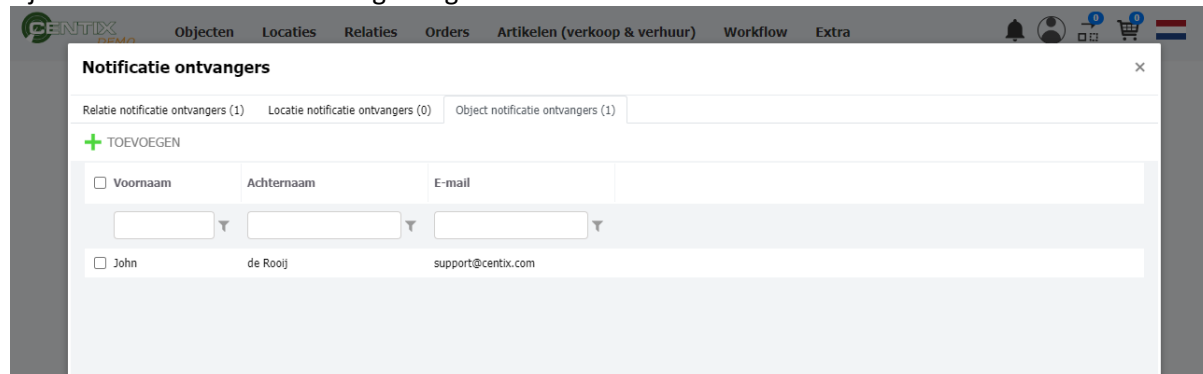 CENTIX
DEMO
Objecten Locaties Relaties Orders Artikelen (verkoop & verhuur) Workflow Extra
0 0
Notificatie ontvangers ×
Relatie notificatie ontvangers (1) Locatie notificatie ontvangers (0) Object notificatie ontvangers (1)
TOEVOEGEN
Voornaam Achternaam E-mail
John de Rooij support@centix.com